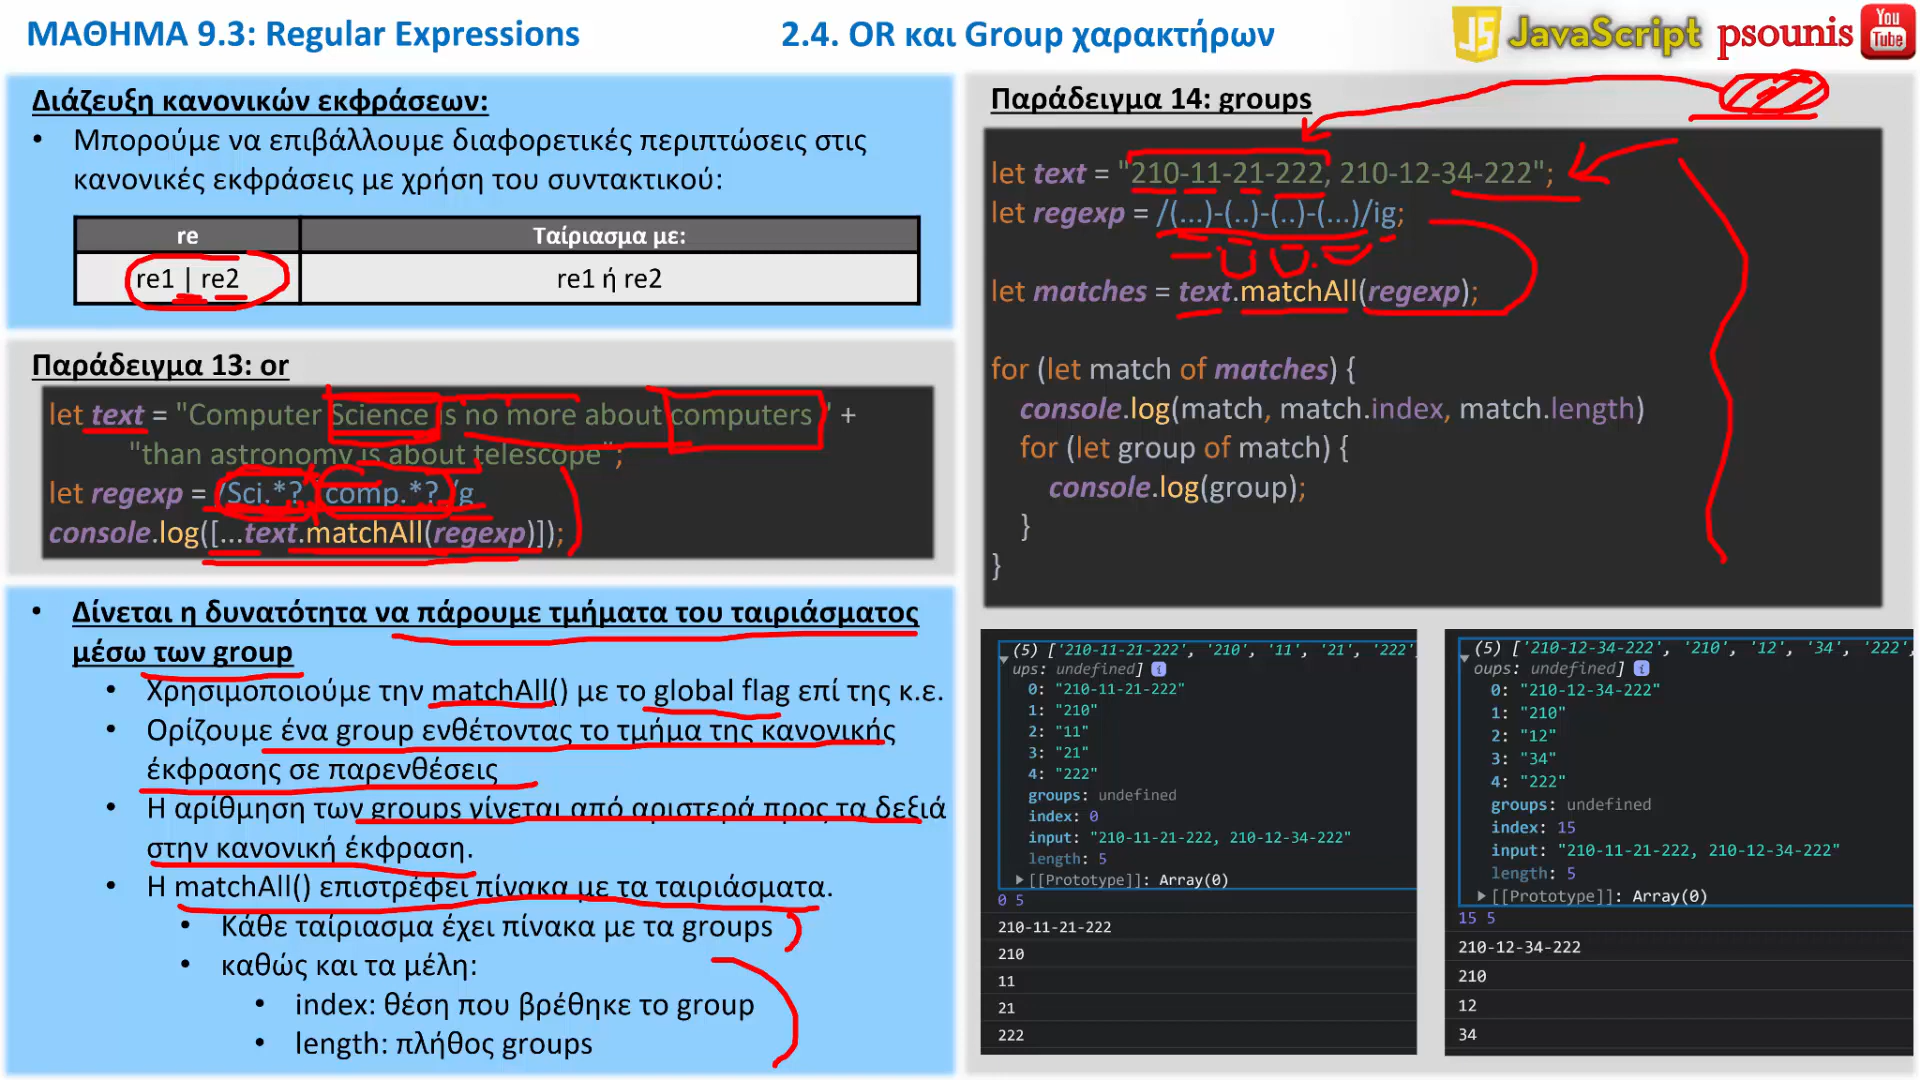 ΜΑΘΗΜΑ 9.3: Regular Expressions
2.4. OR και Group χαρακτήρων
JS JavaScript psounis You Tube
Διάζευξη κανονικών εκφράσεων:
• Μπορούμε να επιβάλλουμε διαφορετικές περιπτώσεις στις
κανονικές εκφράσεις με χρήση του συντακτικού:
re Ταίριασμα με:
re1 | re2 re1 ή re2
Παράδειγμα 13: or
let text = "Computer Science is no more about computers " +
"than astronomy is about telescope";
let regexp = /Sci.*? comp.*? /g
console.log([...text.matchAll(regexp)]);
• Δίνεται η δυνατότητα να πάρουμε τμήματα του ταιριάσματος
μέσω των group
• Χρησιμοποιούμε την matchAll() με το global flag επί της κ.ε.
• Ορίζουμε ένα group ενθέτοντας το τμήμα της κανονικής
έκφρασης σε παρενθέσεις
• Η αρίθμηση των groups γίνεται από αριστερά προς τα δεξιά
στην κανονική έκφραση.
• Η matchAll() επιστρέφει πίνακα με τα ταιριάσματα.
• Κάθε ταίριασμα έχει πίνακα με τα groups
• καθώς και τα μέλη:
• index: θέση που βρέθηκε το group
• length: πλήθος groups
Παράδειγμα 14: groups
let text = "210-11-21-222, 210-12-34-222";
let regexp = /(...)-(..)-(..)-(...)/ig;
let matches = text.matchAll(regexp);
for (let match of matches) {
console.log(match, match.index, match.length)
for (let group of match) {
console.log(group);
}
}
(5) ['210-11-21-222', '210', '11', '21', '222',
ups: undefined] i
0: "210-11-21-222"
1: "210"
2: "11"
3: "21"
4: "222"
groups: undefined
index: 0
input: "210-11-21-222, 210-12-34-222"
length: 5
[[Prototype]]: Array(0)
0 5
210-11-21-222
210
11
21
222
(5) ['210-12-34-222', '210', '12', '34', '222',
oups: undefined] i
0: "210-12-34-222"
1: "210"
2: "12"
3: "34"
4: "222"
groups: undefined
index: 15
input: "210-11-21-222, 210-12-34-222"
length: 5
[[Prototype]]: Array(0)
15 5
210-12-34-222
210
12
34